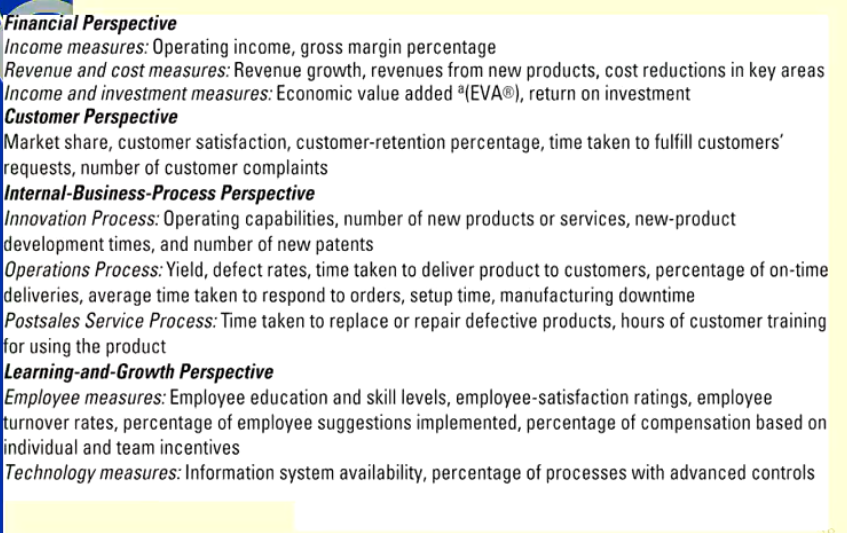 Financial Perspective
Income measures: Operating income, gross margin percentage
Revenue and cost measures: Revenue growth, revenues from new products, cost reductions in key areas
Income and investment measures: Economic value added ª(EVA®), return on investment
Customer Perspective
Market share, customer satisfaction, customer-retention percentage, time taken to fulfill customers’
requests, number of customer complaints
Internal-Business-Process Perspective
Innovation Process: Operating capabilities, number of new products or services, new-product
development times, and number of new patents
Operations Process: Yield, defect rates, time taken to deliver product to customers, percentage of on-time
deliveries, average time taken to respond to orders, setup time, manufacturing downtime
Postsales Service Process: Time taken to replace or repair defective products, hours of customer training
for using the product
Learning-and-Growth Perspective
Employee measures: Employee education and skill levels, employee-satisfaction ratings, employee
turnover rates, percentage of employee suggestions implemented, percentage of compensation based on
individual and team incentives
Technology measures: Information system availability, percentage of processes with advanced controls